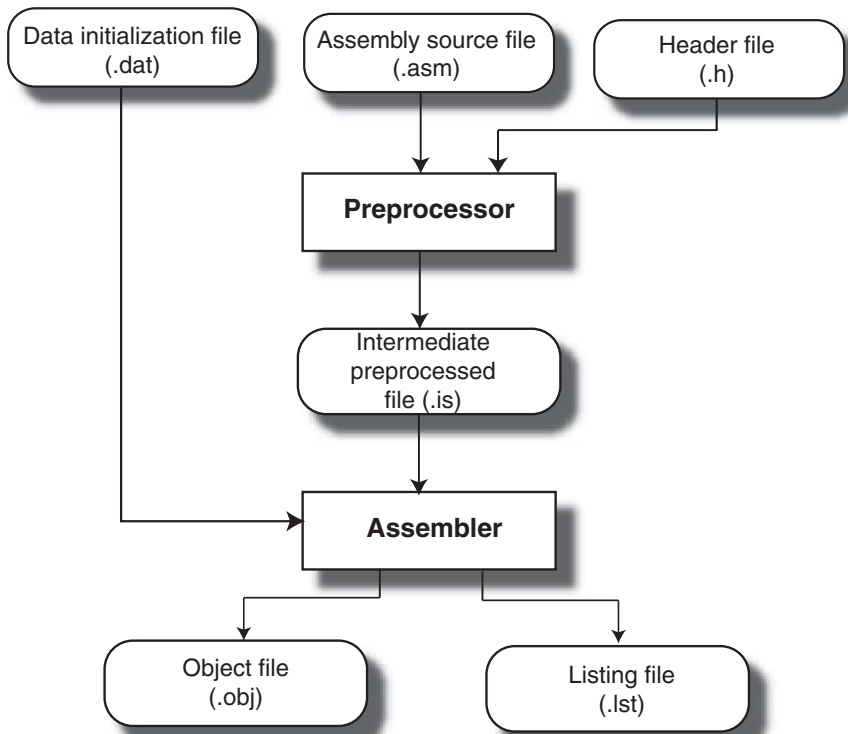 Data initialization file
(.dat)
Assembly source file
(.asm)
Header file
(.h)
Preprocessor
Intermediate
preprocessed
file (.is)
Assembler
Object file
(.obj)
Listing file
(.lst)